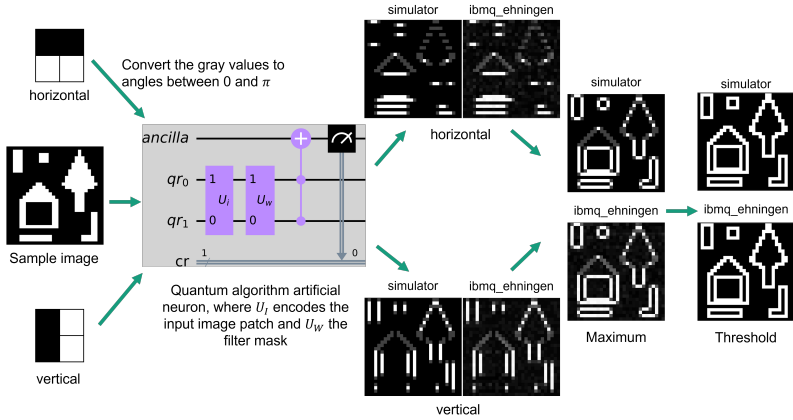 simulator
ibmq_ehningen
Convert the gray values to
angles between 0 and π
horizontal
simulator
simulator
horizontal
ancilla
qr0
1
Ui
1
Uw
qr1
0
0
cr
1
0
Sample image
ibmq_ehningen
ibmq_ehningen
Quantum algorithm artificial
neuron, where UI encodes the
input image patch and UW the
filter mask
simulator
ibmq_ehningen
Maximum
Threshold
vertical
vertical